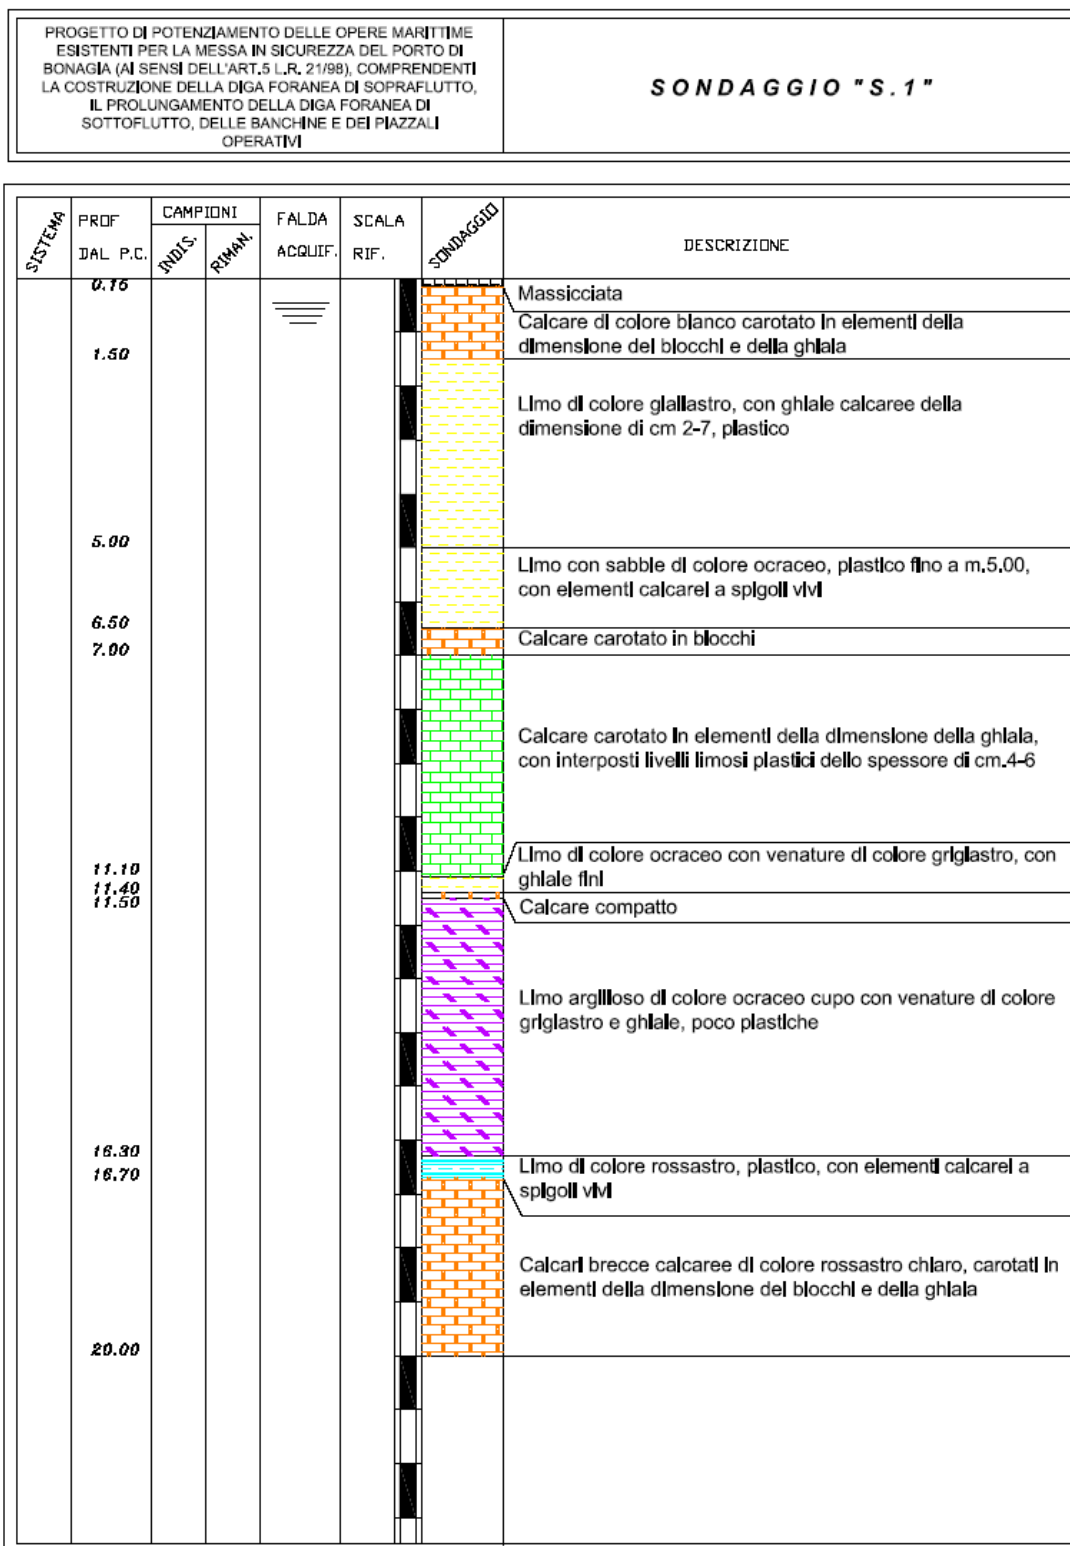 PROGETTO DI POTENZIAMENTO DELLE OPERE MARITTIME
ESISTENTI PER LA MESSA IN SICUREZZA DEL PORTO DI
BONAGIA (AI SENSI DELL'ART.5 L.R. 21/98), COMPRENDENTI
LA COSTRUZIONE DELLA DIGA FORANEA DI SOPRAFLUTTO,
IL PROLUNGAMENTO DELLA DIGA FORANEA DI
SOTTOFLUTTO, DELLE BANCHINE E DEI PIAZZALI
OPERATIVI
SONDAGGIO "S.1"
SISTEMA
PROF
DAL P.C.
CAMPIONI
INDIS.
RIMAN.
FALDA
ACQUIF.
SCALA
RIF.
SONDAGGIO
DESCRIZIONE
0.15
Massicciata
Calcare di colore bianco carotato in elementi della
dimensione dei blocchi e della ghiaia
1.50
Limo di colore giallastro, con ghiaie calcaree della
dimensione di cm 2-7, plastico
5.00
Limo con sabbie di colore ocraceo, plastico fino a m.5.00,
con elementi calcarei a spigoli vivi
6.50
Calcare carotato in blocchi
7.00
Calcare carotato in elementi della dimensione della ghiaia,
con interposti livelli limosi plastici dello spessore di cm.4-6
11.10
Limo di colore ocraceo con venature di colore grigiastro, con
ghiaie fini
11.40
11.50
Calcare compatto
Limo argilloso di colore ocraceo cupo con venature di colore
grigiastro e ghiaie, poco plastiche
16.30
16.70
Limo di colore rossastro, plastico, con elementi calcarei a
spigoli vivi
Calcari brecce calcaree di colore rossastro chiaro, carotati in
elementi della dimensione dei blocchi e della ghiaia
20.00